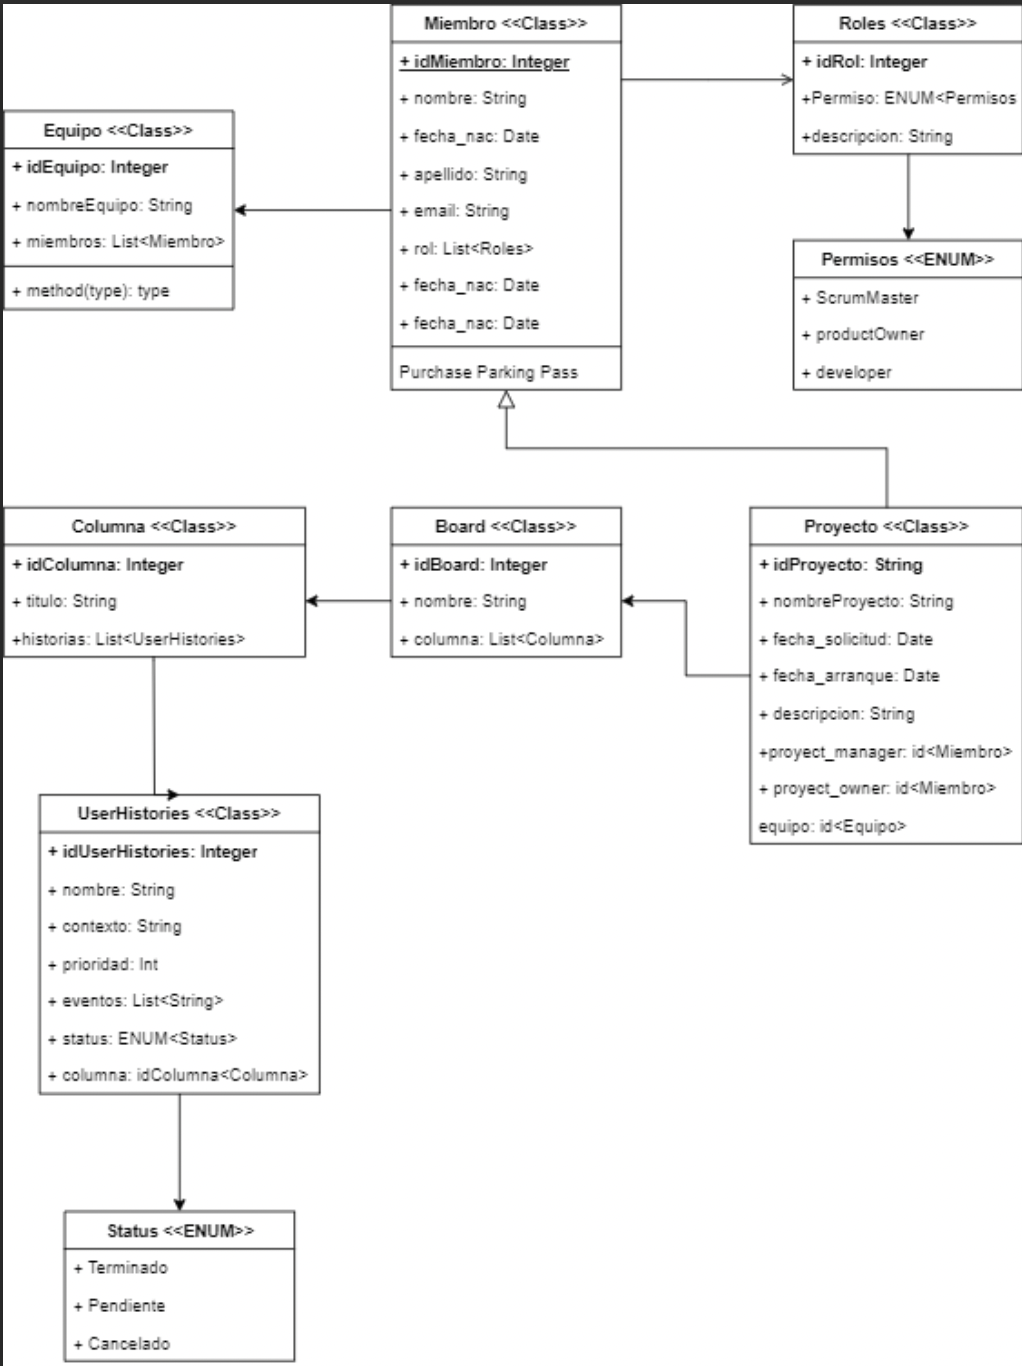 Miembro <<Class>>
+ idMiembro: Integer
+ nombre: String
+ fecha_nac: Date
+ apellido: String
+ email: String
+ rol: List<Roles>
+ fecha_nac: Date
+ fecha_nac: Date
Purchase Parking Pass
Roles <<Class>>
+ idRol: Integer
+Permiso: ENUM<Permisos
+descripcion: String
Equipo <<Class>>
+ idEquipo: Integer
+ nombreEquipo: String
+ miembros: List<Miembro>
+ method(type): type
Permisos <<ENUM>>
+ ScrumMaster
+ productOwner
+ developer
Columna <<Class>>
+ idColumna: Integer
+ titulo: String
+historias: List<UserHistories>
Board <<Class>>
+ idBoard: Integer
+ nombre: String
+ columna: List<Columna>
Proyecto <<Class>>
+ idProyecto: String
+ nombreProyecto: String
+ fecha_solicitud: Date
+ fecha_arranque: Date
+ descripcion: String
+proyect_manager: id<Miembro>
+ proyect_owner: id<Miembro>
equipo: id<Equipo>
UserHistories <<Class>>
+ idUserHistories: Integer
+ nombre: String
+ contexto: String
+ prioridad: Int
+ eventos: List<String>
+ status: ENUM<Status>
+ columna: idColumna<Columna>
Status <<ENUM>>
+ Terminado
+ Pendiente
+ Cancelado